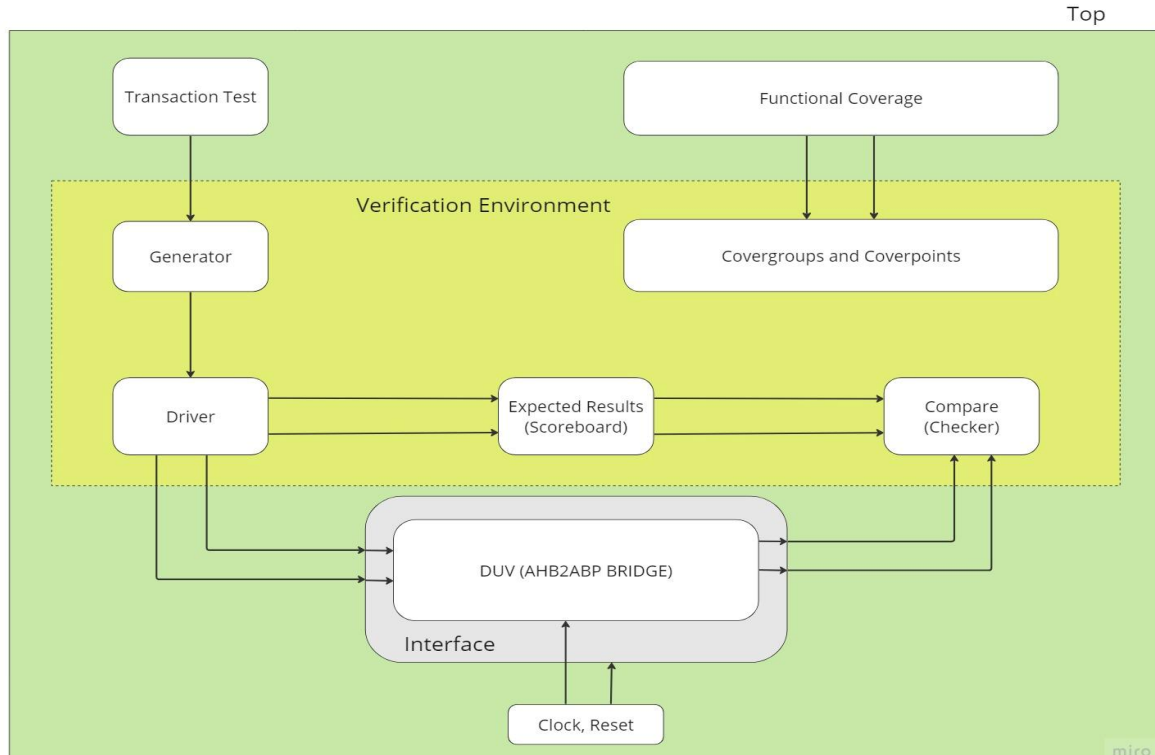 Top
Transaction Test
Functional Coverage
Verification Environment
Generator
Covergroups and Coverpoints
Driver
Expected Results
(Scoreboard)
Compare
(Checker)
DUV (AHB2ABP BRIDGE)
Interface
Clock, Reset
miro